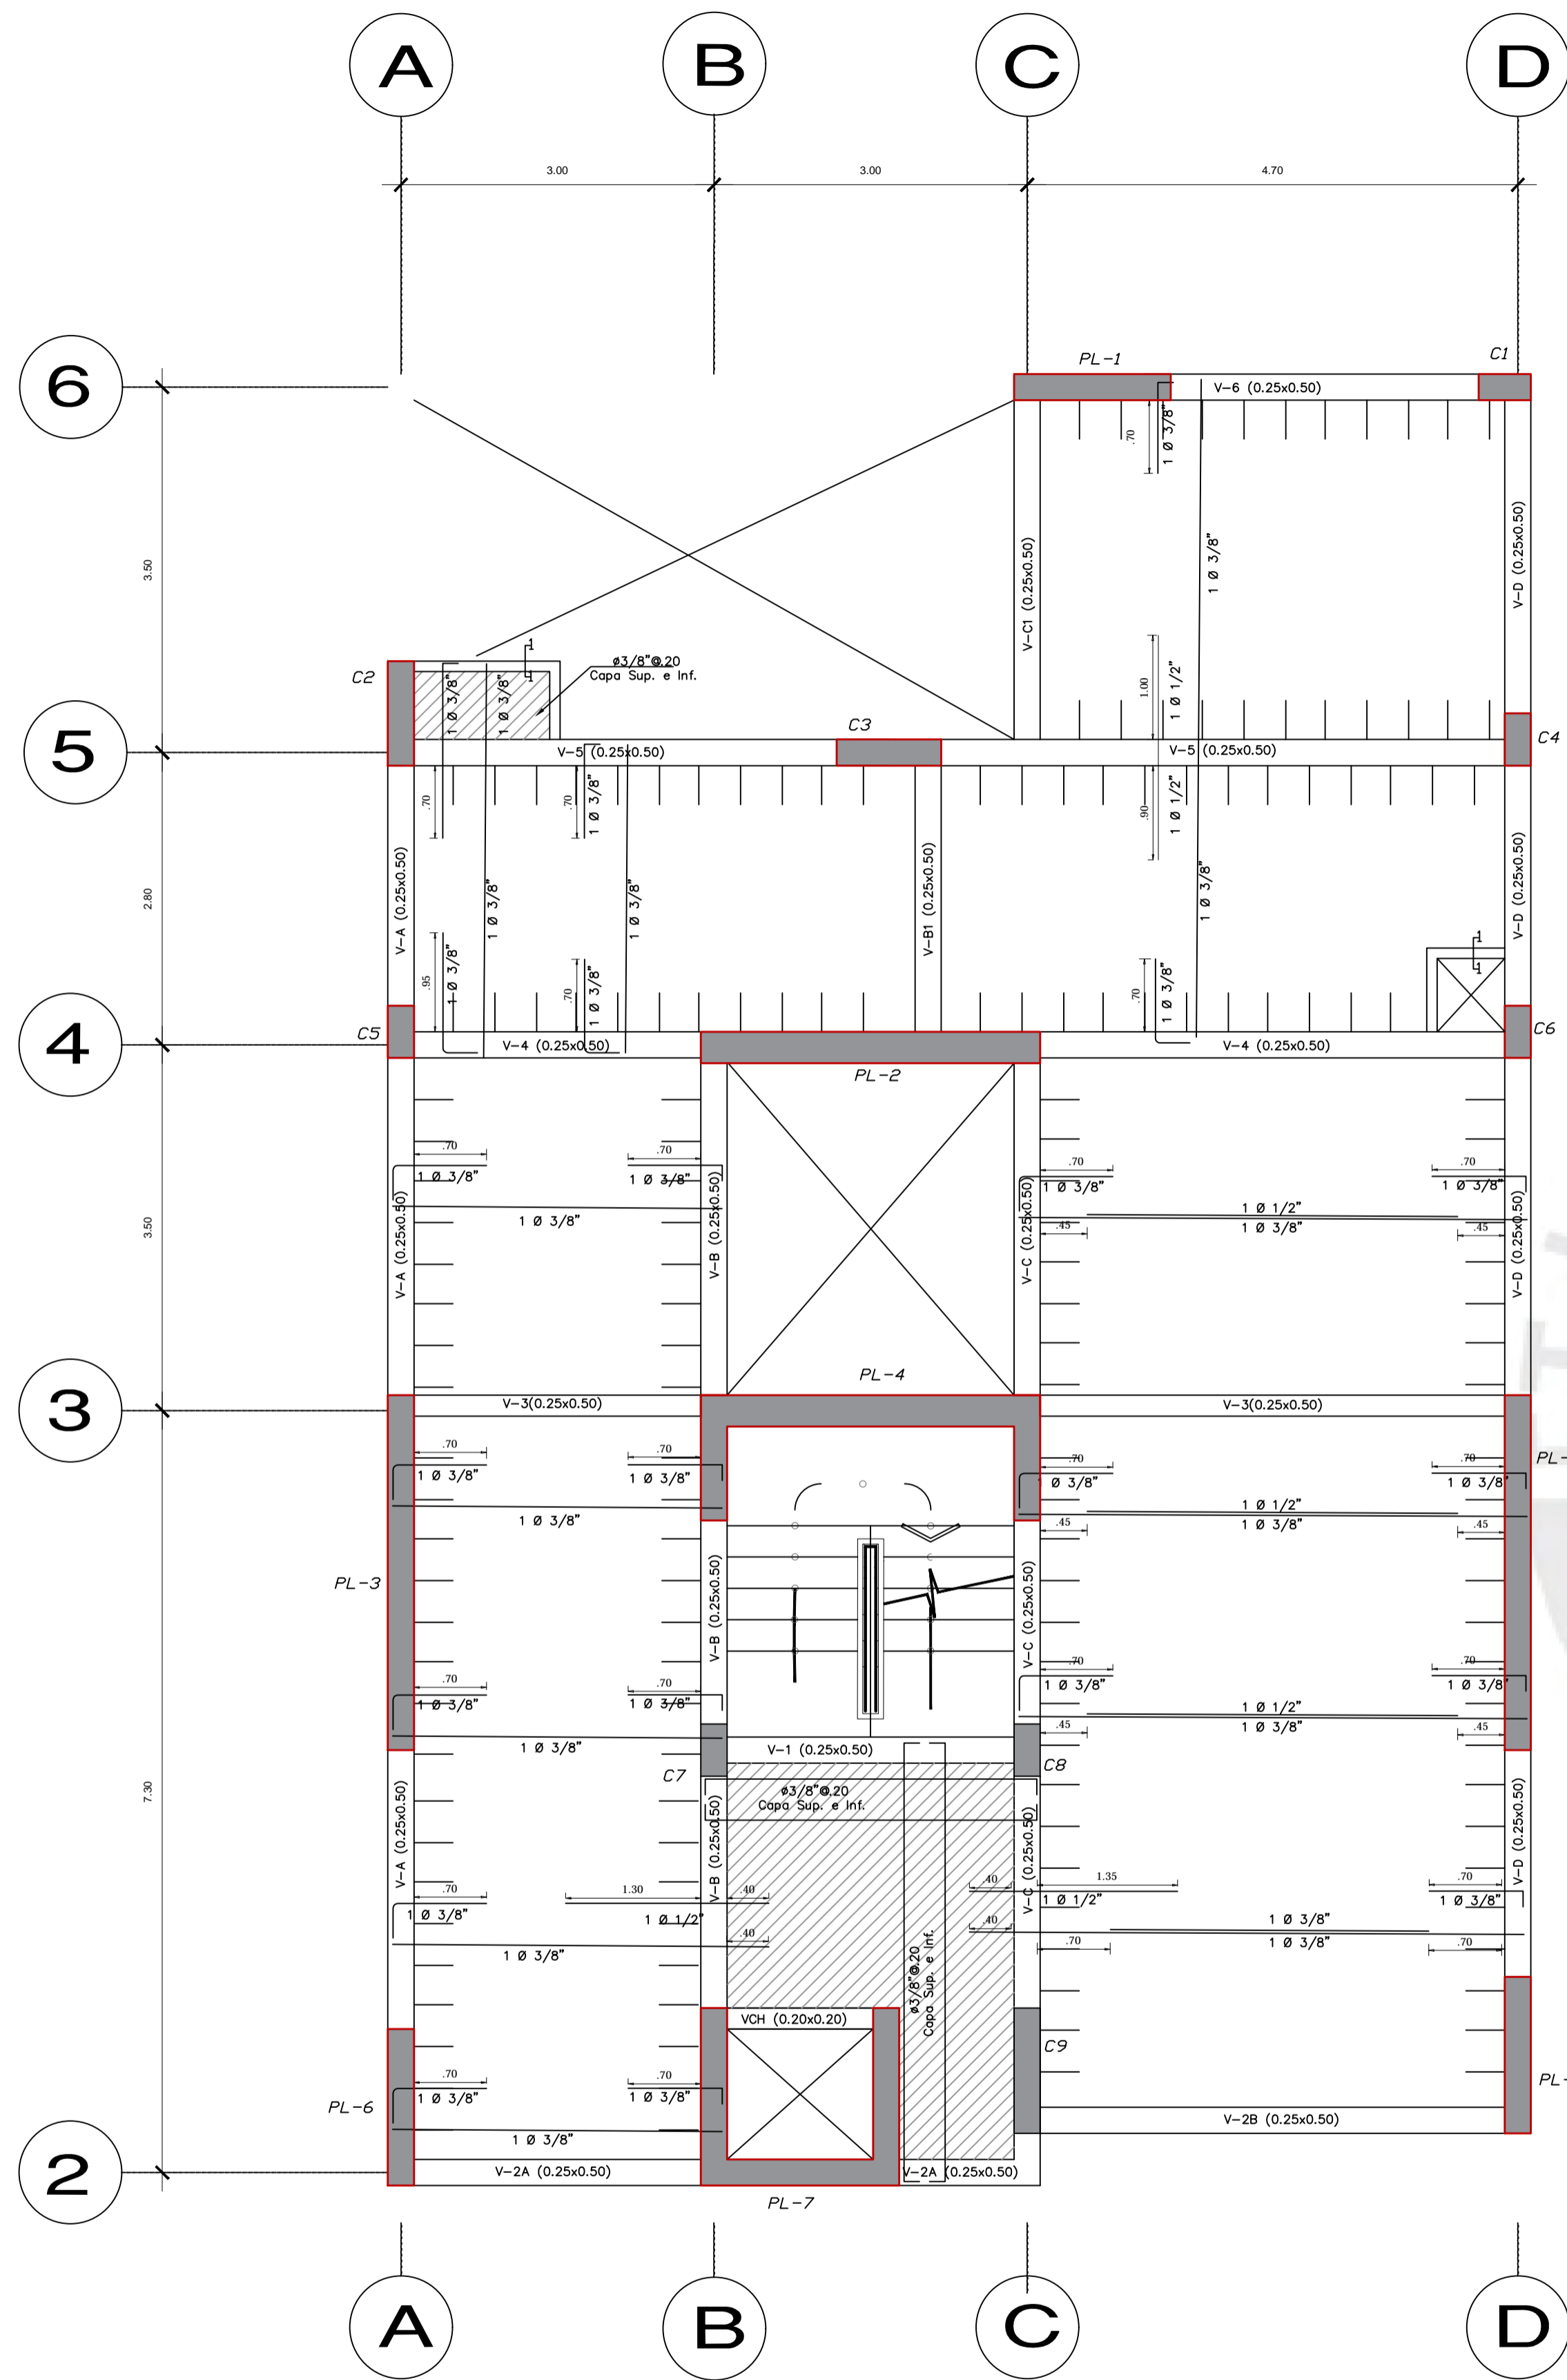 A
B
C
D
3.00
3.00
4.70
6
PL-1
C1
V-6 (0.25x0.50)
.70
1 Ø 3/8"
3.50
1 Ø 3/8"
V-C1 (0.25x0.50)
V-D (0.25x0.50)
C2
1
1
ø3/8"@.20
Capa Sup. e Inf.
1 Ø 3/8"
1 Ø 3/8"
1.00
1 Ø 1/2"
5
C3
C4
V-5 (0.25x0.50)
V-5 (0.25x0.50)
.70
.70
1 Ø 3/8"
.90
1 Ø 1/2"
2.80
V-A (0.25x0.50)
1 Ø 3/8"
1 Ø 3/8"
V-B1 (0.25x0.50)
1 Ø 3/8"
V-D (0.25x0.50)
.95
1 Ø 3/8"
.70
1 Ø 3/8"
.70
1 Ø 3/8"
1
1
4
C5
C6
V-4 (0.25x0.50)
V-4 (0.25x0.50)
PL-2
.70
.70
.70
.70
1 Ø 3/8"
1 Ø 3/8"
1 Ø 3/8"
1 Ø 3/8"
3.50
V-A (0.25x0.50)
1 Ø 3/8"
V-B (0.25x0.50)
V-C (0.25x0.50)
1 Ø 1/2"
1 Ø 3/8"
.45
.45
V-D (0.25x0.50)
PL-4
3
V-3(0.25x0.50)
V-3(0.25x0.50)
.70
.70
.70
.70
PL-
1 Ø 3/8"
1 Ø 3/8"
1 Ø 3/8"
1 Ø 3/8"
1 Ø 3/8"
1 Ø 1/2"
1 Ø 3/8"
.45
.45
PL-3
V-B (0.25x0.50)
V-C (0.25x0.50)
.70
.70
.70
.70
1 Ø 3/8"
1 Ø 3/8"
1 Ø 3/8"
1 Ø 3/8"
1 Ø 3/8"
1 Ø 1/2"
1 Ø 3/8"
.45
.45
V-1 (0.25x0.50)
C7
C8
7.30
ø3/8"@.20
Capa Sup. e Inf.
V-A (0.25x0.50)
V-B (0.25x0.50)
V-C (0.25x0.50)
V-D (0.25x0.50)
.70
1.30
.40
.40
1.35
.70
1 Ø 3/8"
1 Ø 1/2"
1 Ø 1/2"
1 Ø 3/8"
.40
.40
1 Ø 3/8"
1 Ø 3/8"
1 Ø 3/8"
.70
.70
ø3/8"@.20
Capa Sup. e Inf.
VCH (0.20x0.20)
C9
.70
.70
1 Ø 3/8"
1 Ø 3/8"
PL-6
PL-
1 Ø 3/8"
V-2B (0.25x0.50)
2
V-2A (0.25x0.50)
V-2A (0.25x0.50)
PL-7
A
B
C
D